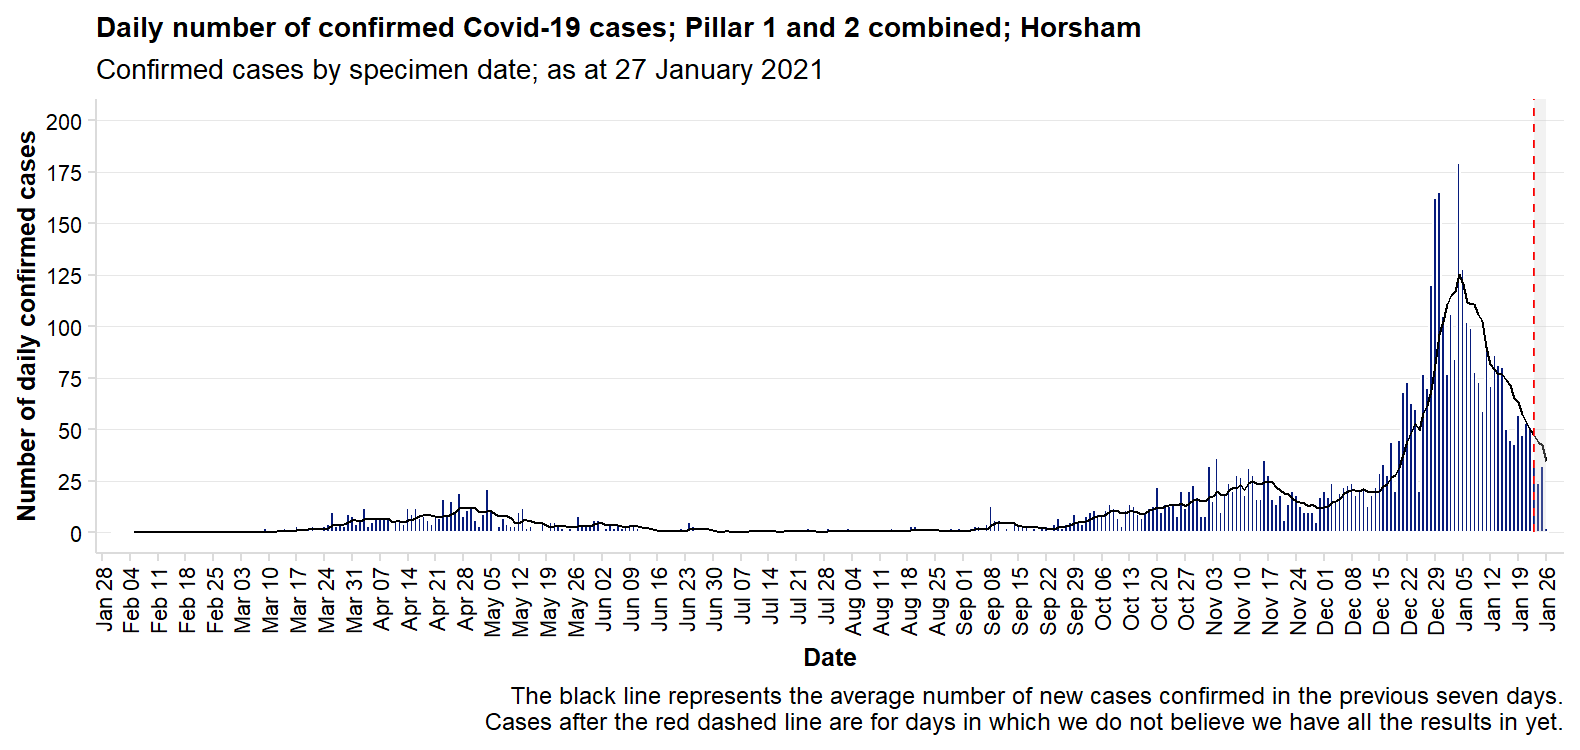 Daily number of confirmed Covid-19 cases; Pillar 1 and 2 combined; Horsham
Confirmed cases by specimen date; as at 27 January 2021
Number of daily confirmed cases
200
175
150
125
100
75
50
25
0
Jan 28
Feb 04
Feb 11
Feb 18
Feb 25
Mar 03
Mar 10
Mar 17
Mar 24
Mar 31
Apr 07
Apr 14
Apr 21
Apr 28
May 05
May 12
May 19
May 26
Jun 02
Jun 09
Jun 16
Jun 23
Jun 30
Jul 07
Jul 14
Jul 21
Jul 28
Aug 04
Aug 11
Aug 18
Aug 25
Sep 01
Sep 08
Sep 15
Sep 22
Sep 29
Oct 06
Oct 13
Oct 20
Oct 27
Nov 03
Nov 10
Nov 17
Nov 24
Dec 01
Dec 08
Dec 15
Dec 22
Dec 29
Jan 05
Jan 12
Jan 19
Jan 26
Date
The black line represents the average number of new cases confirmed in the previous seven days.
Cases after the red dashed line are for days in which we do not believe we have all the results in yet.